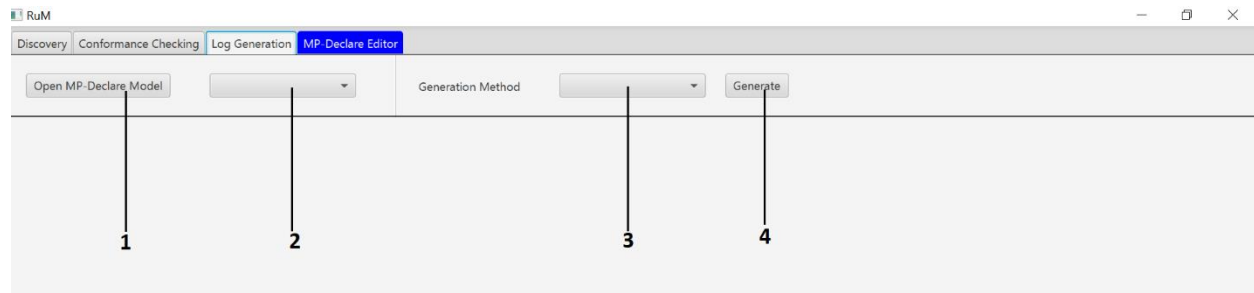 RuM
Discovery Conformance Checking Log Generation MP-Declare Editor
Open MP-Declare Model Generation Method Generate
1 2 3 4